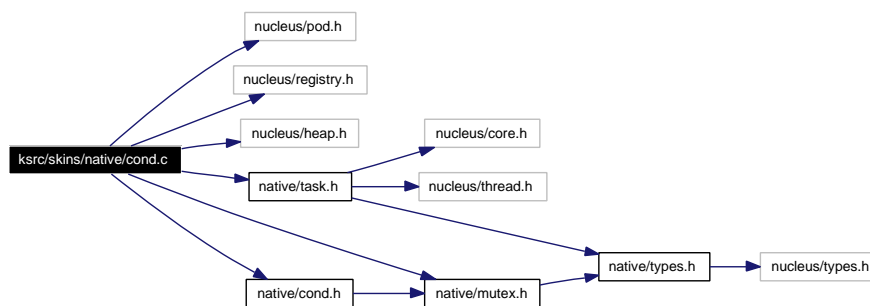 nucleus/pod.h
nucleus/registry.h
nucleus/heap.h
nucleus/core.h
ksrc/skins/native/cond.c
native/task.h
nucleus/thread.h
native/types.h
nucleus/types.h
native/cond.h
native/mutex.h